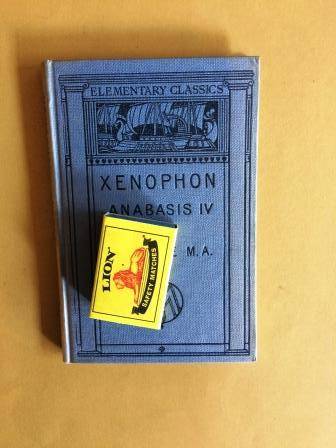 ELEMENTARY CLASSICS
XENOPHON
ANABASIS IV
M.A.
LION
SAFETY MATCHES